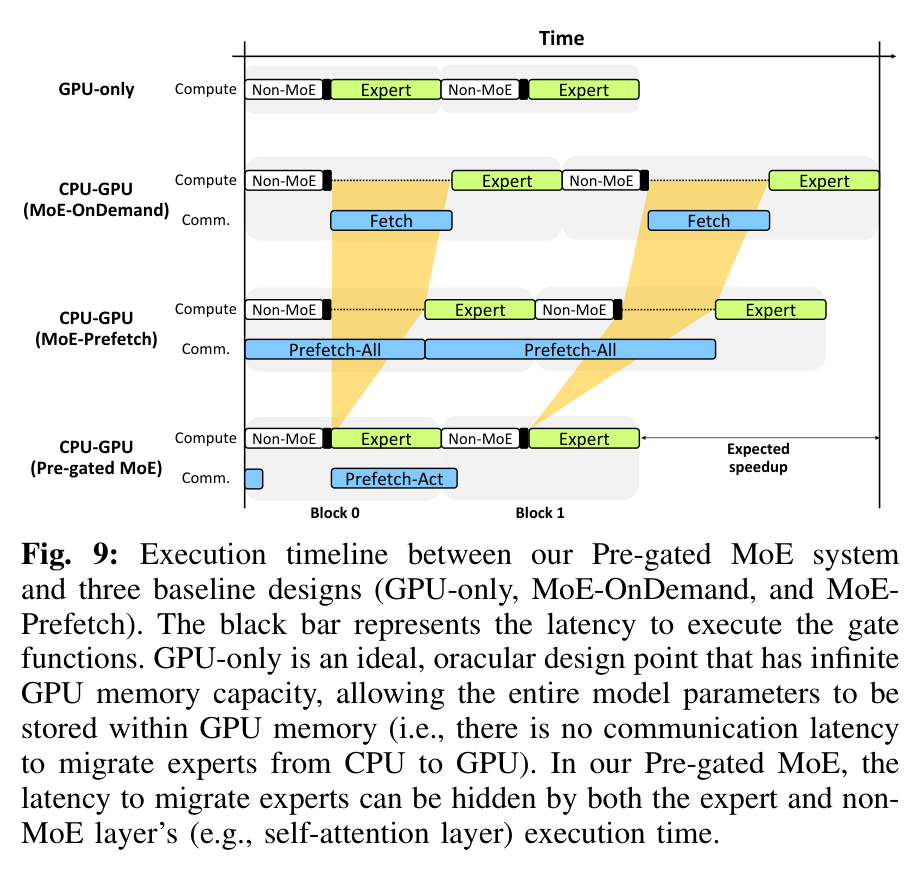 Time
GPU-only
Compute
Non-MoE
Expert
Non-MoE
Expert
CPU-GPU
(MoE-OnDemand)
Compute
Non-MoE
Expert
Non-MoE
Expert
Comm.
Fetch
Fetch
CPU-GPU
(MoE-Prefetch)
Compute
Non-MoE
Expert
Non-MoE
Expert
Comm.
Prefetch-All
Prefetch-All
CPU-GPU
(Pre-gated MoE)
Compute
Non-MoE
Expert
Non-MoE
Expert
Expected
speedup
Comm.
Prefetch-Act
Block 0
Block 1
Fig. 9: Execution timeline between our Pre-gated MoE system
and three baseline designs (GPU-only, MoE-OnDemand, and MoE-
Prefetch). The black bar represents the latency to execute the gate
functions. GPU-only is an ideal, oracular design point that has infinite
GPU memory capacity, allowing the entire model parameters to be
stored within GPU memory (i.e., there is no communication latency
to migrate experts from CPU to GPU). In our Pre-gated MoE, the
latency to migrate experts can be hidden by both the expert and non-
MoE layer's (e.g., self-attention layer) execution time.